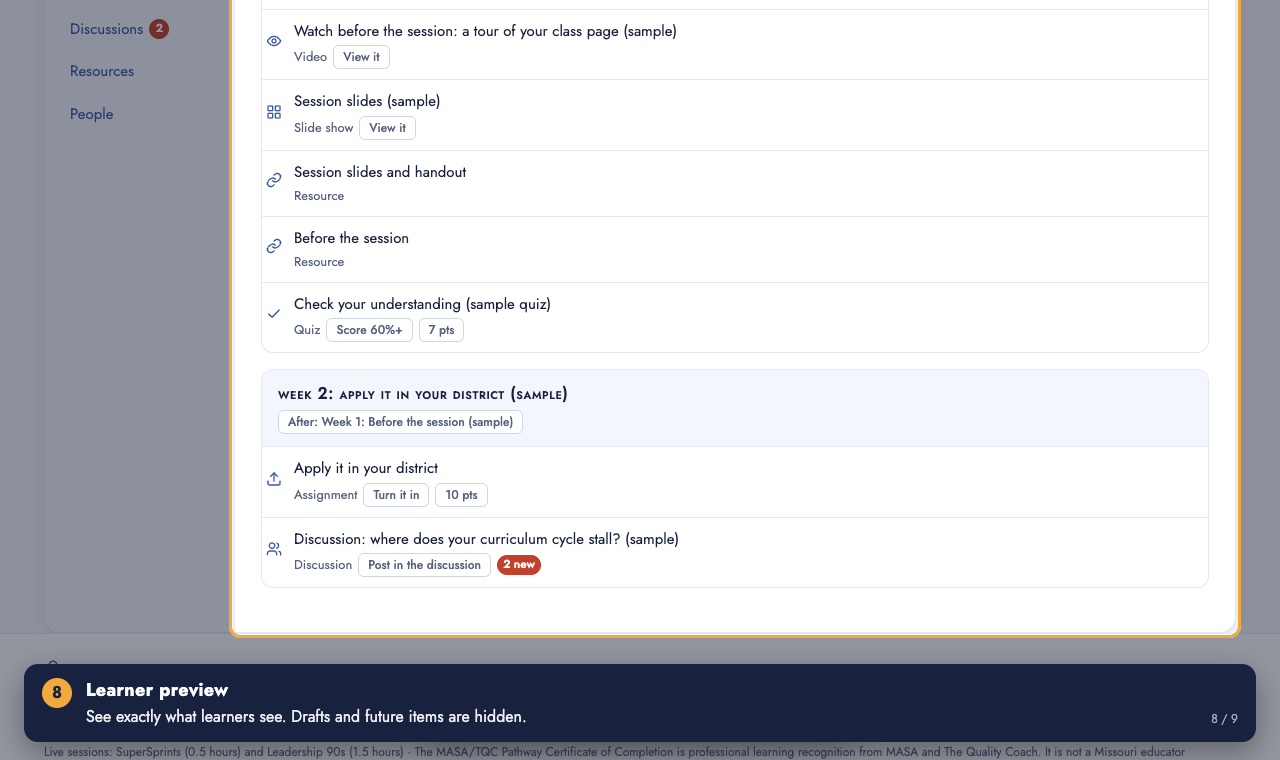 Discussions 2
Resources
People
Watch before the session: a tour of your class page (sample)
Video View it
Session slides (sample)
Slide show View it
Session slides and handout
Resource
Before the session
Resource
Check your understanding (sample quiz)
Quiz Score 60%+ 7 pts
WEEK 2: APPLY IT IN YOUR DISTRICT (SAMPLE)
After: Week 1: Before the session (sample)
Apply it in your district
Assignment Turn it in 10 pts
Discussion: where does your curriculum cycle stall? (sample)
Discussion Post in the discussion 2 new
8 Learner preview
See exactly what learners see. Drafts and future items are hidden.
8 / 9
Live sessions: SuperSprints (0.5 hours) and Leadership 90s (1.5 hours) · The MASA/TQC Pathway Certificate of Completion is professional learning recognition from MASA and The Quality Coach. It is not a Missouri educator